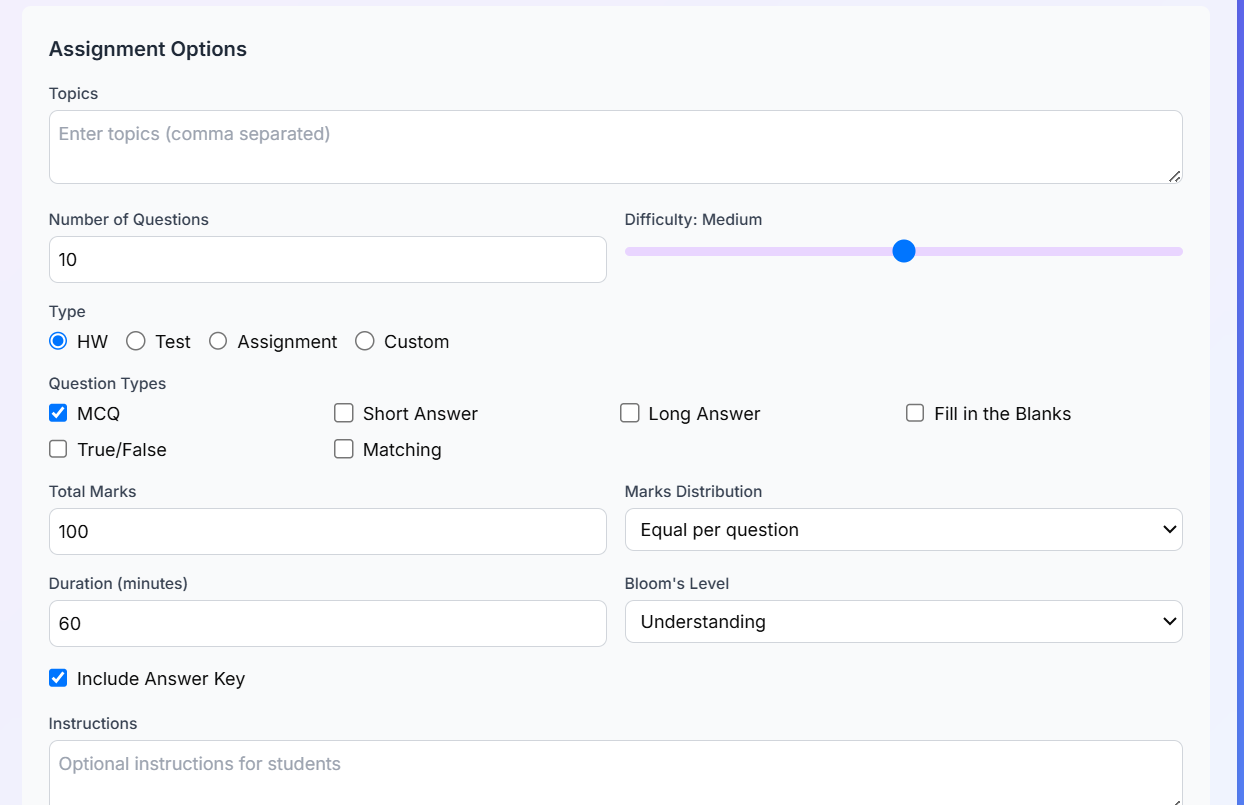 Assignment Options
Topics
Enter topics (comma separated)
Number of Questions
Difficulty: Medium
10
Type
HW Test Assignment Custom
Question Types
MCQ Short Answer Long Answer Fill in the Blanks
True/False Matching
Total Marks
Marks Distribution
100
Equal per question
Duration (minutes)
Bloom's Level
60
Understanding
Include Answer Key
Instructions
Optional instructions for students